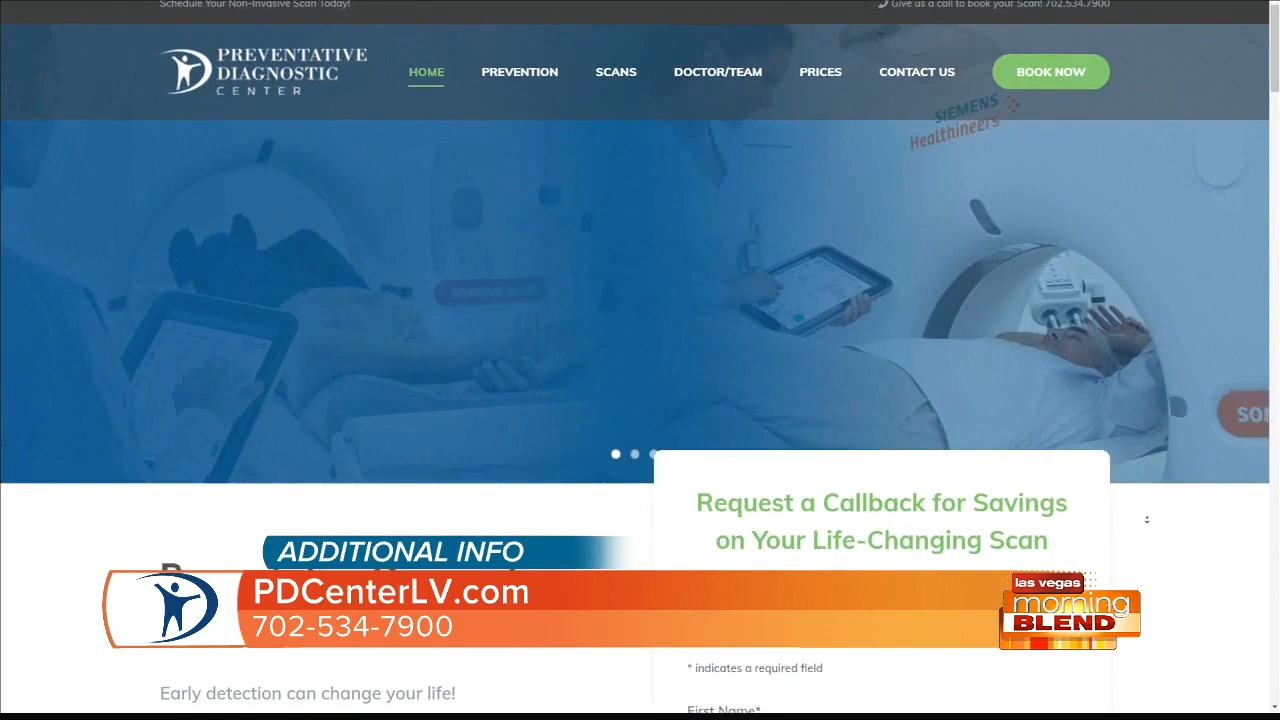 Schedule Your Non-Invasive Scan Today!
Give us a call to book your Scan! 702.534.7900
PREVENTATIVE
DIAGNOSTIC
CENTER
HOME
PREVENTION
SCANS
DOCTOR/TEAM
PRICES
CONTACT US
BOOK NOW
SIEMENS
Healthineers
SO
Request a Callback for Savings
on Your Life-Changing Scan
ADDITIONAL INFO
PDCenterLV.com
702-534-7900
las vegas
morning
BLEND
* indicates a required field
Early detection can change your life!
First Name*